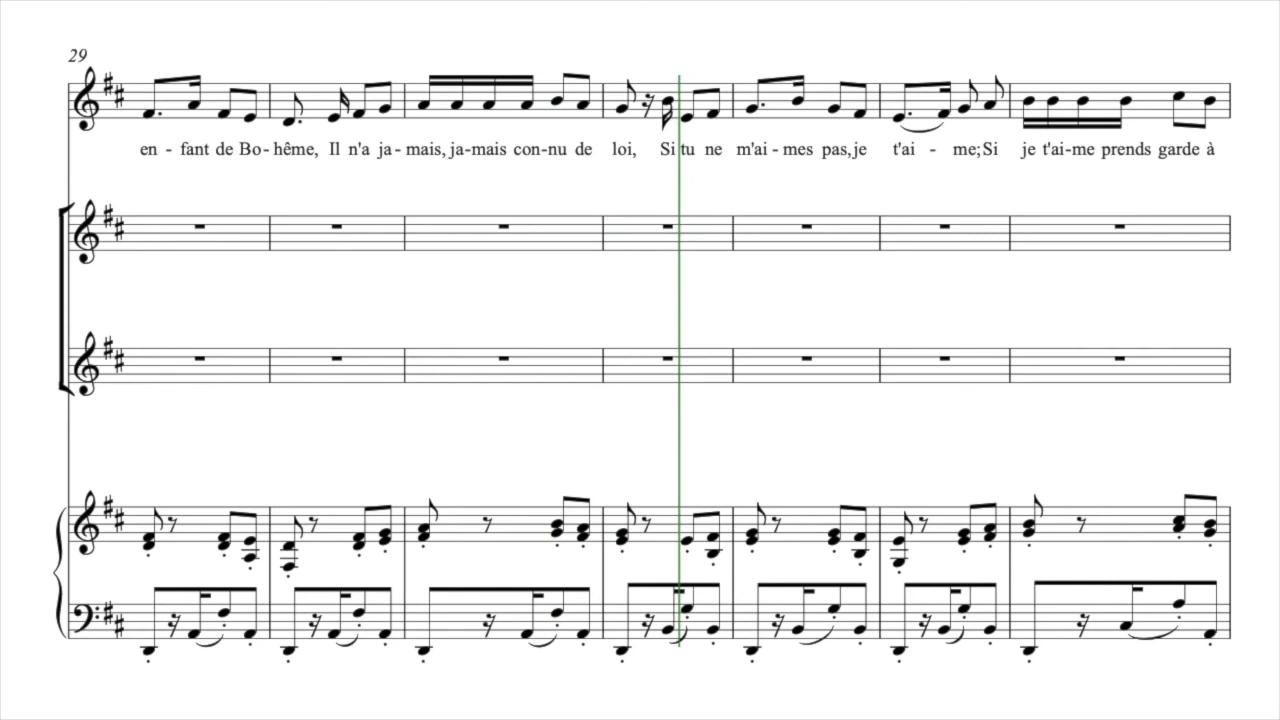 29
en - fant de Bo - hême, Il n'a ja - mais, ja-mais con-nu de loi, Si tu ne m'ai - mes pas, je t'ai - me; Si je t'ai-me prends garde à